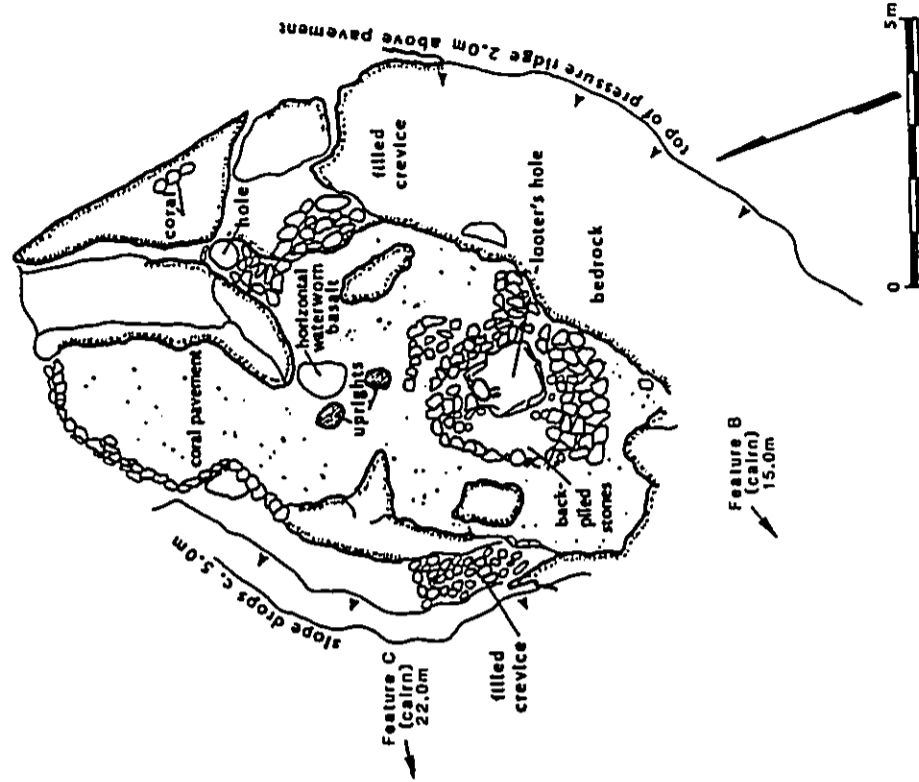 top of pressure ridge 2.0m above pavement
5m
0
coral
hole
filled
crevice
looter's hole
bedrock
horizontal
waterworn
basalt
coral pavement
uprights
back-
piled
stones
Feature B
(cairn)
15.0m
slope drops c. 5.0m
filled
crevice
Feature C
(cairn)
22.0m